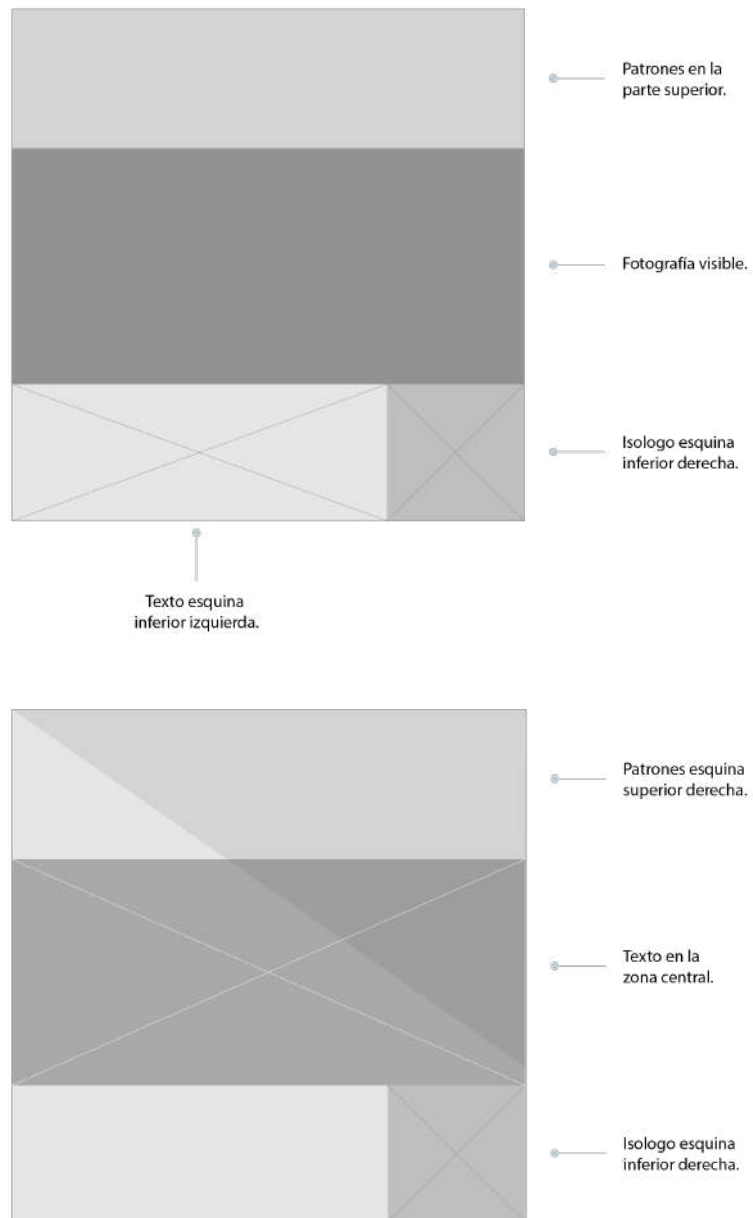 Patrones en la
parte superior.
Fotografía visible.
Isologo esquina
inferior derecha.
Texto esquina
inferior izquierda.
Patrones esquina
superior derecha.
Texto en la
zona central.
Isologo esquina
inferior derecha.